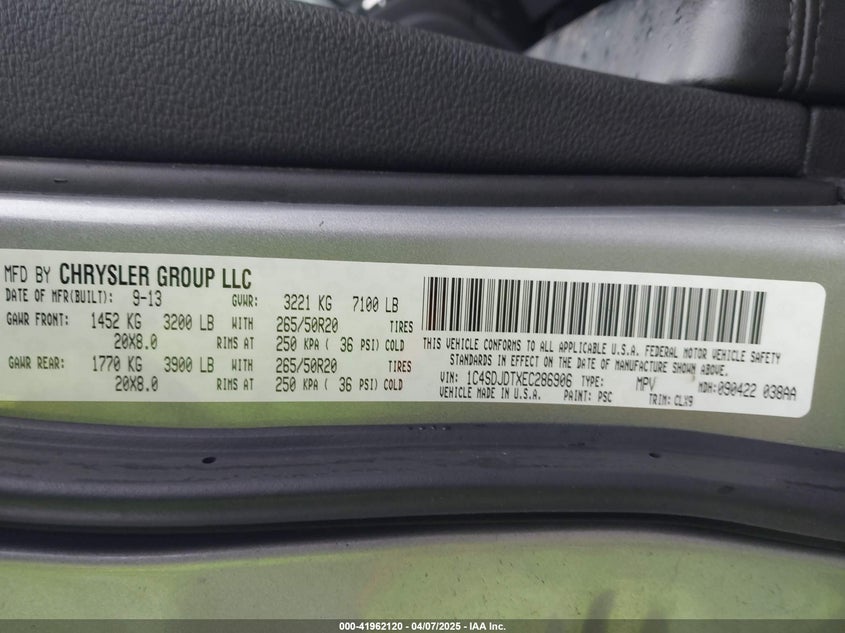 MFD BY CHRYSLER GROUP LLC
DATE OF MFR(BUILT): 9-13 GVWR: 3221 KG 7100 LB
GAWR FRONT: 1452 KG 3200 LB WITH 265/50R20 TIRES
20X8.0 RIMS AT 250 KPA ( 36 PSI) COLD
GAWR REAR: 1770 KG 3900 LB WITH 265/50R20 TIRES
20X8.0 RIMS AT 250 KPA ( 36 PSI) COLD
THIS VEHICLE CONFORMS TO ALL APPLICABLE U.S.A. FEDERAL MOTOR VEHICLE SAFETY
STANDARDS IN EFFECT ON THE DATE OF MANUFACTURE SHOWN ABOVE.
VIN: 1C4SDJDTXEC286906 TYPE: MPV MDH: 090422 038AA
VEHICLE MADE IN U.S.A. PAINT: PSC TRIM: CLX9
000-41962120 - 04/07/2025 - IAA Inc.